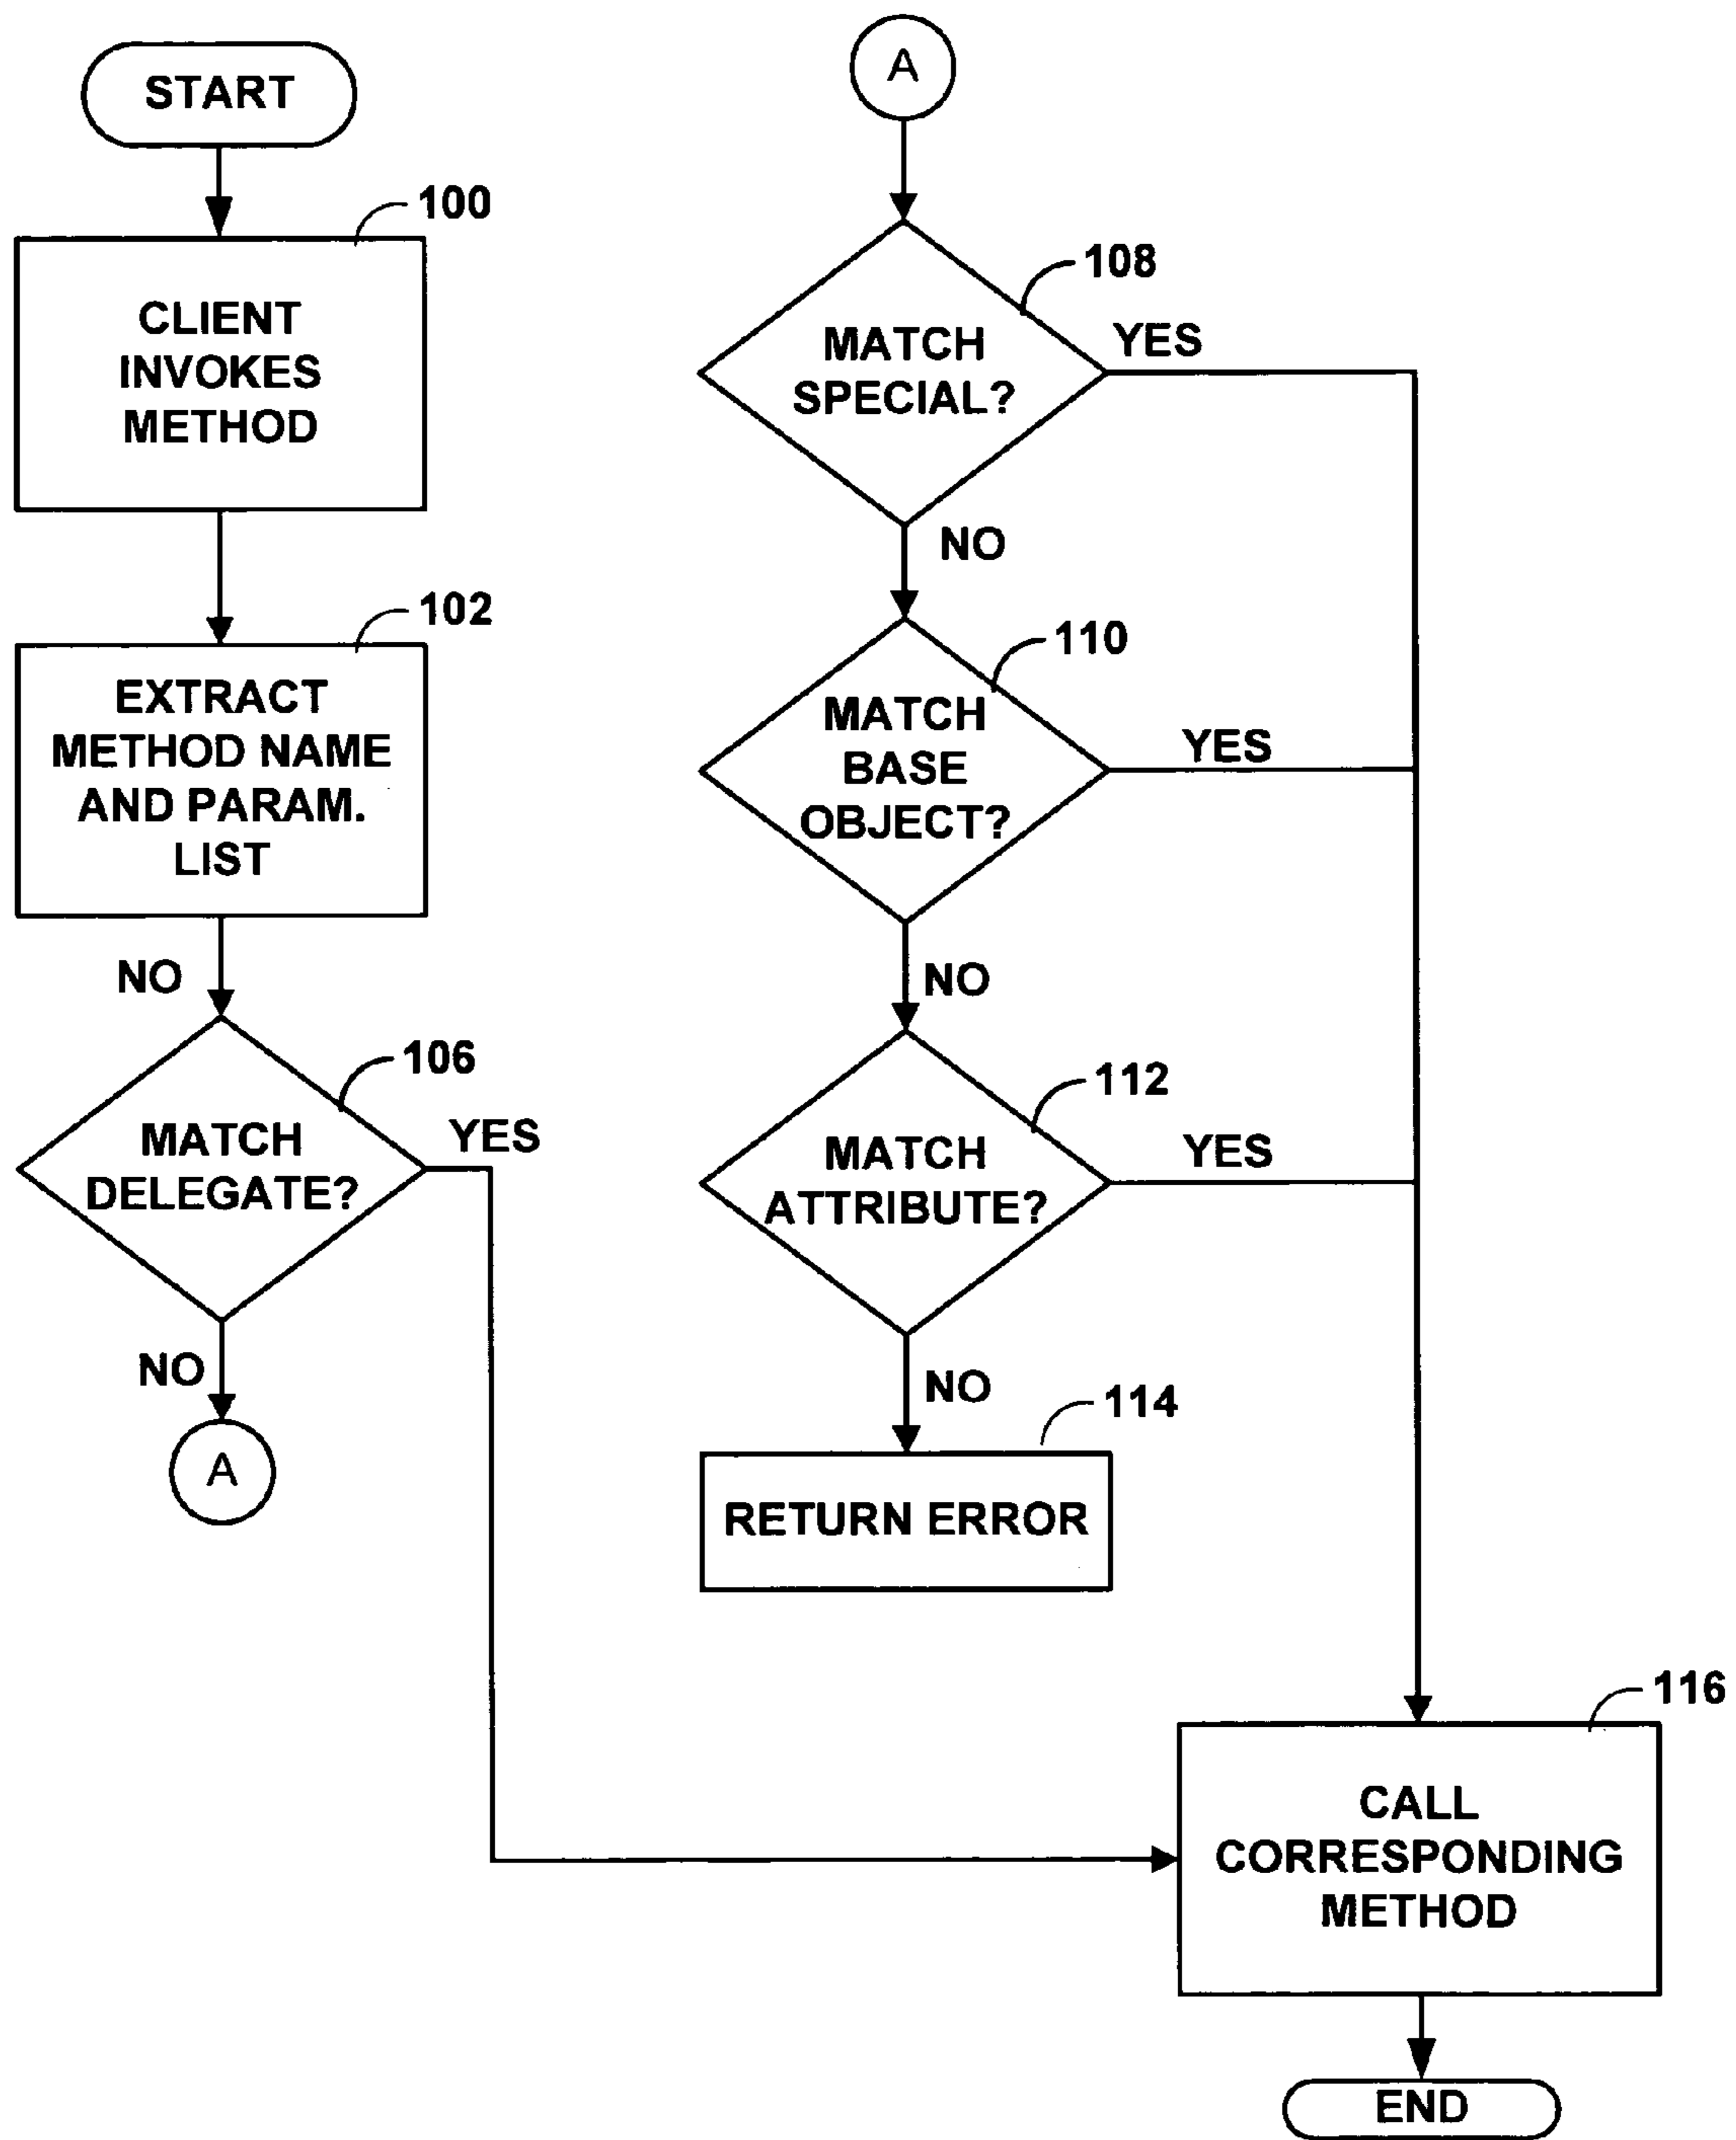 START
100
CLIENT
INVOKES
METHOD
102
EXTRACT
METHOD NAME
AND PARAM.
LIST
NO
106
MATCH
DELEGATE?
YES
NO
A
A
108
MATCH
SPECIAL?
YES
NO
110
MATCH
BASE
OBJECT?
YES
NO
112
MATCH
ATTRIBUTE?
YES
NO
114
RETURN ERROR
116
CALL
CORRESPONDING
METHOD
END